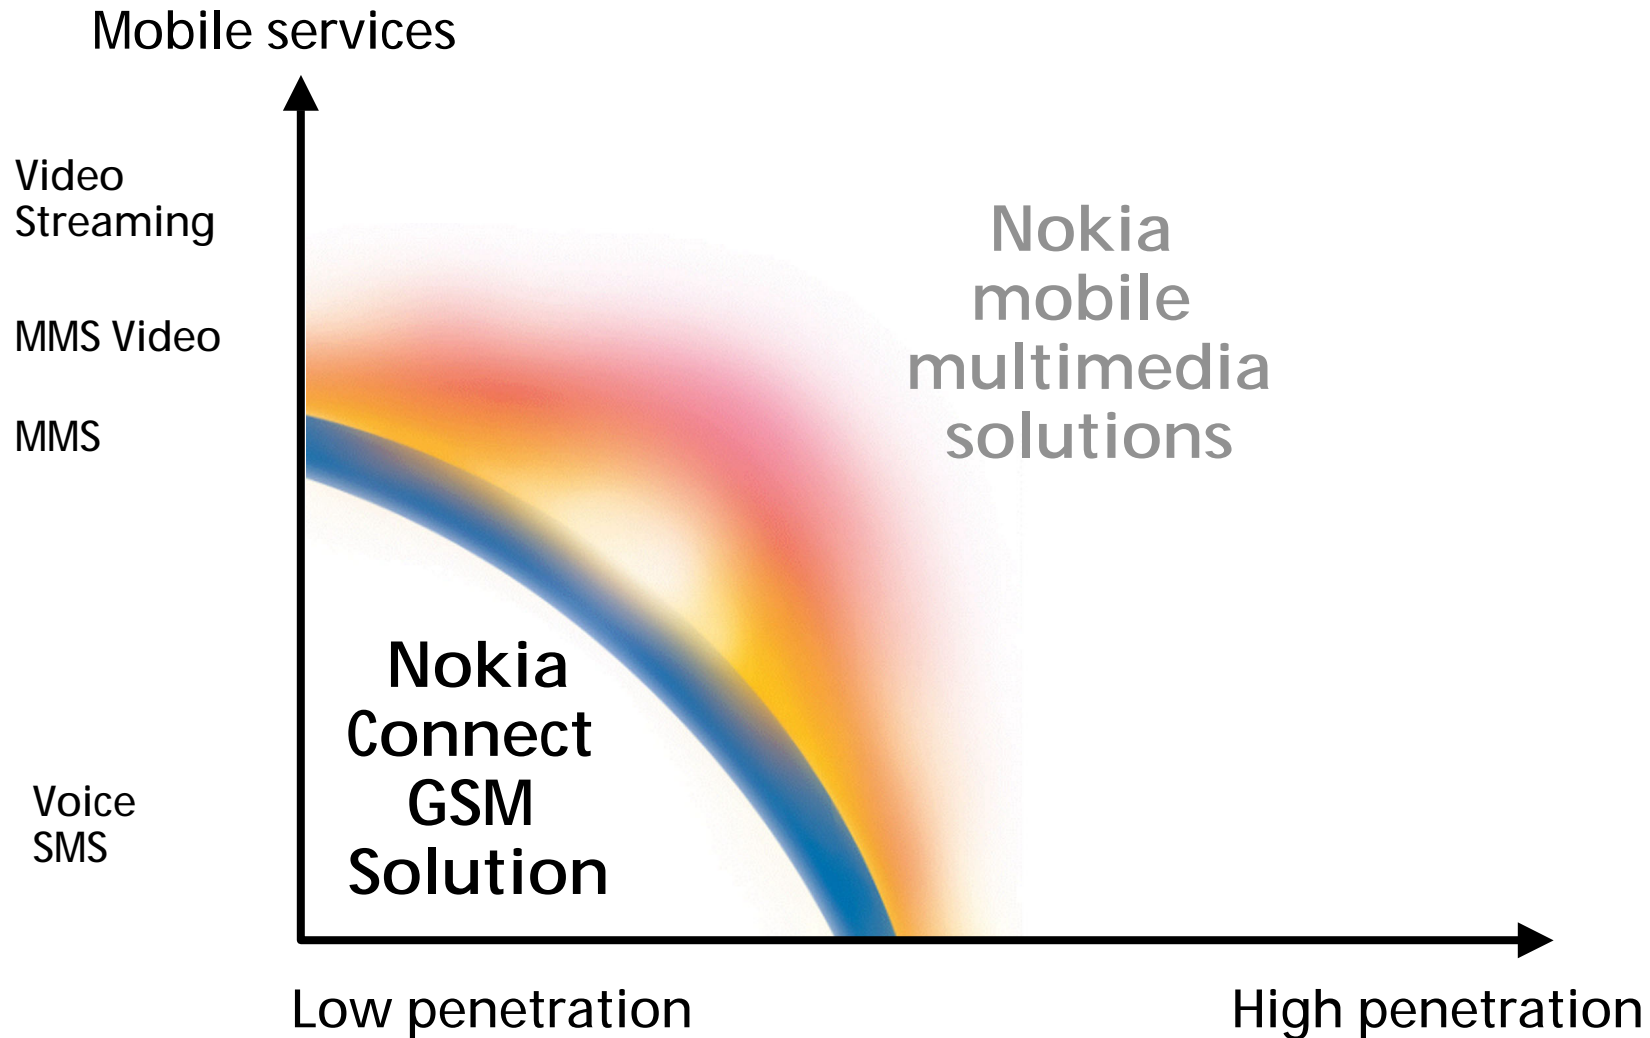 Mobile services
Video
Streaming
MMS Video
MMS
Voice
SMS
Nokia
mobile
multimedia
solutions
Nokia
Connect
GSM
Solution
Low penetration
High penetration